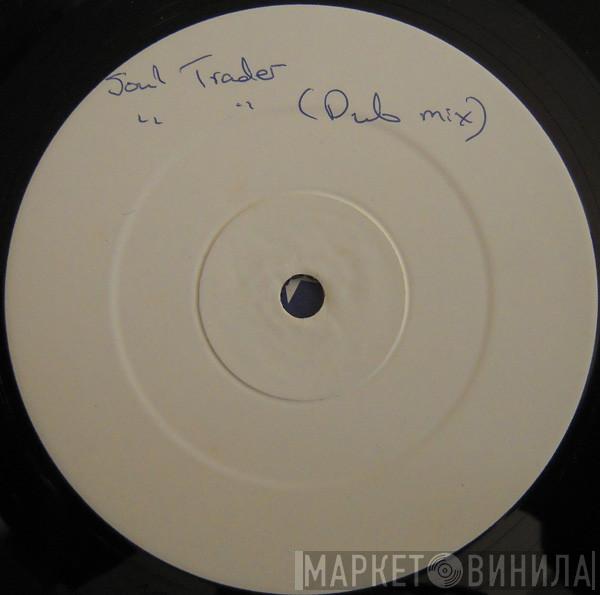 Soul Trader
" " (Dub mix)
МАРКЕТ ВИНИЛА